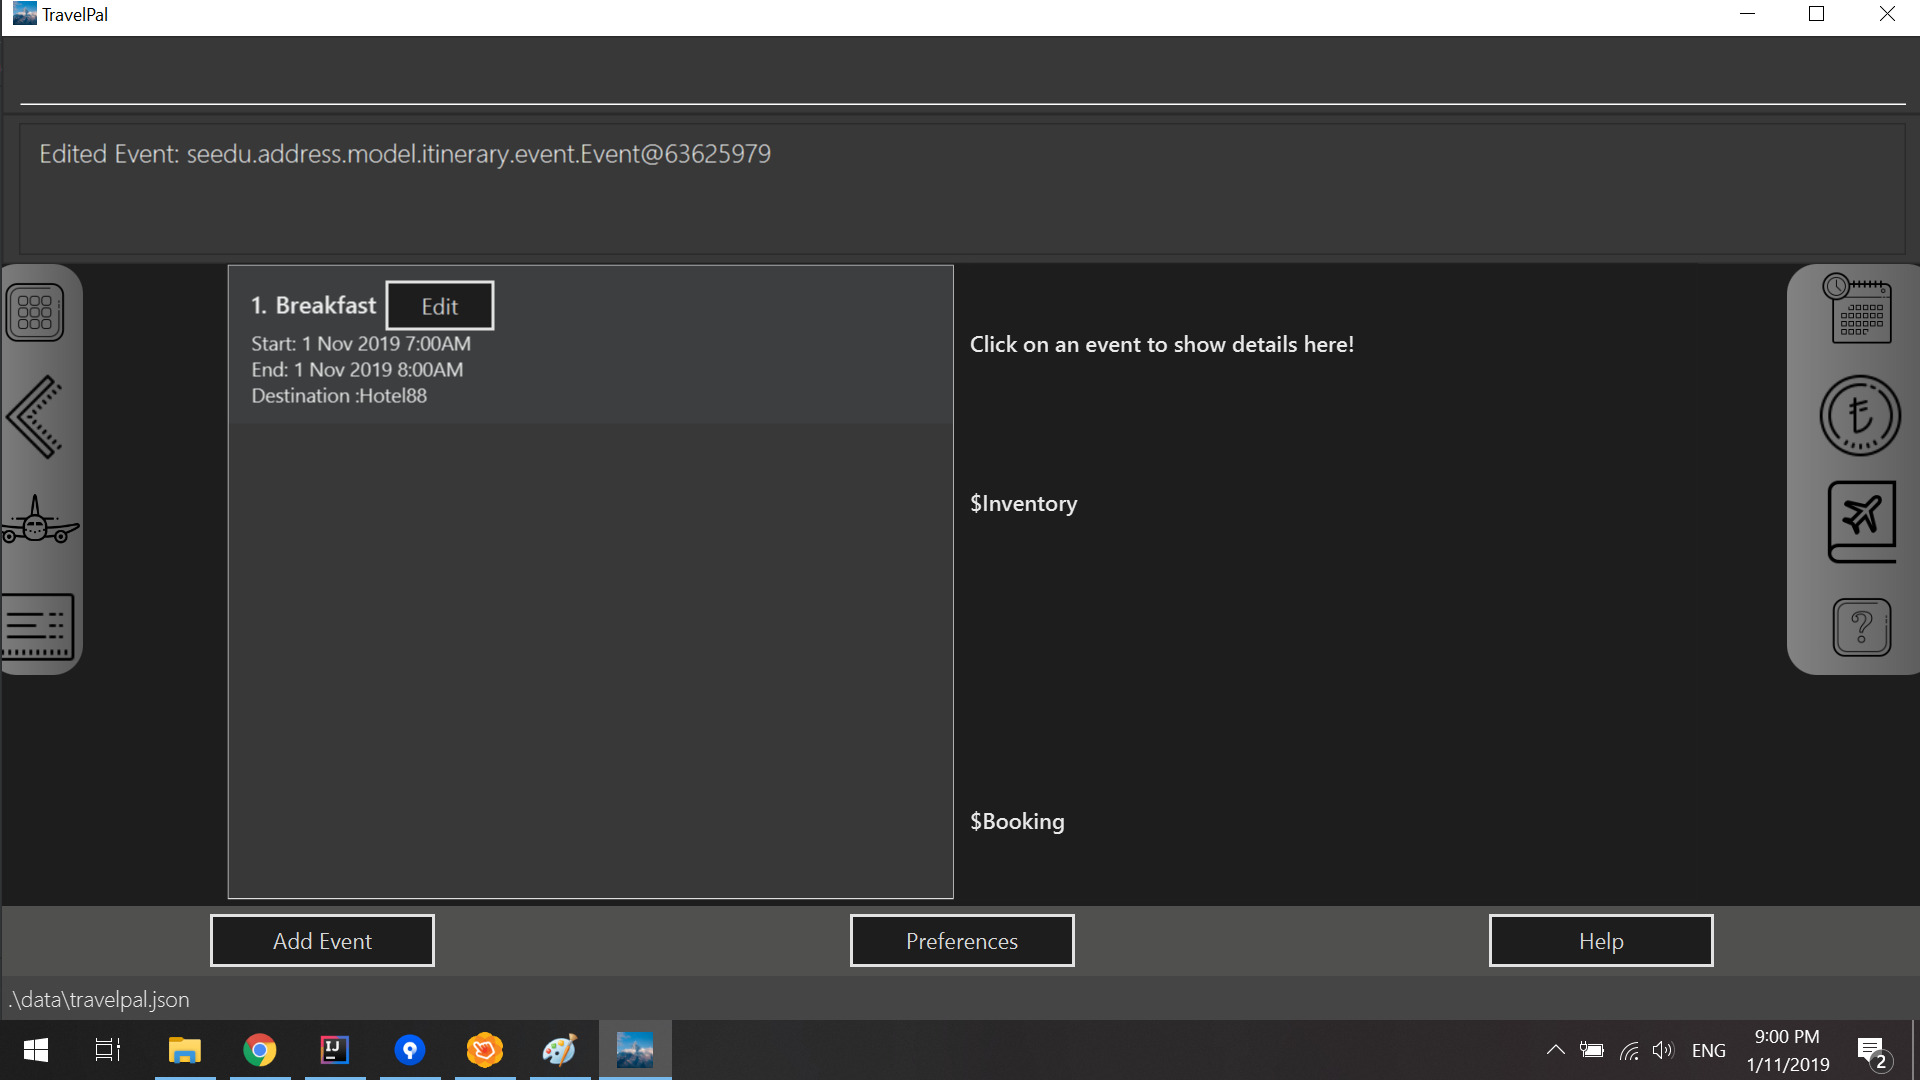 TravelPal
Edited Event: seedu.address.model.itinerary.event.Event@63625979
1. Breakfast
Edit
Start: 1 Nov 2019 7:00AM
End: 1 Nov 2019 8:00AM
Destination :Hotel88
Click on an event to show details here!
$Inventory
$Booking
Add Event
Preferences
Help
.\data\travelpal.json
IJ
ENG
9:00 PM
1/11/2019
2